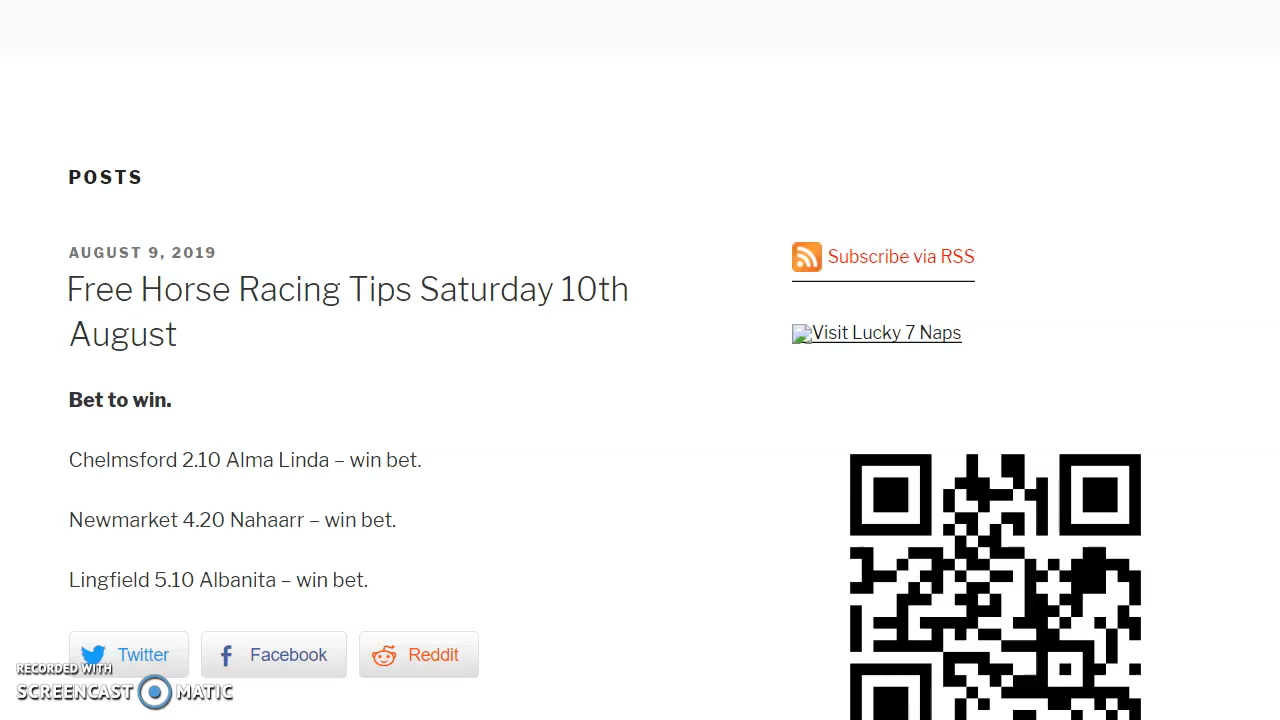 POSTS
AUGUST 9, 2019
Free Horse Racing Tips Saturday 10th
August
Bet to win.
Chelmsford 2.10 Alma Linda – win bet.
Newmarket 4.20 Nahaarr – win bet.
Lingfield 5.10 Albanita – win bet.
Twitter Facebook Reddit
Subscribe via RSS
Visit Lucky 7 Naps
RECORDED WITH
SCREENCAST MATIC